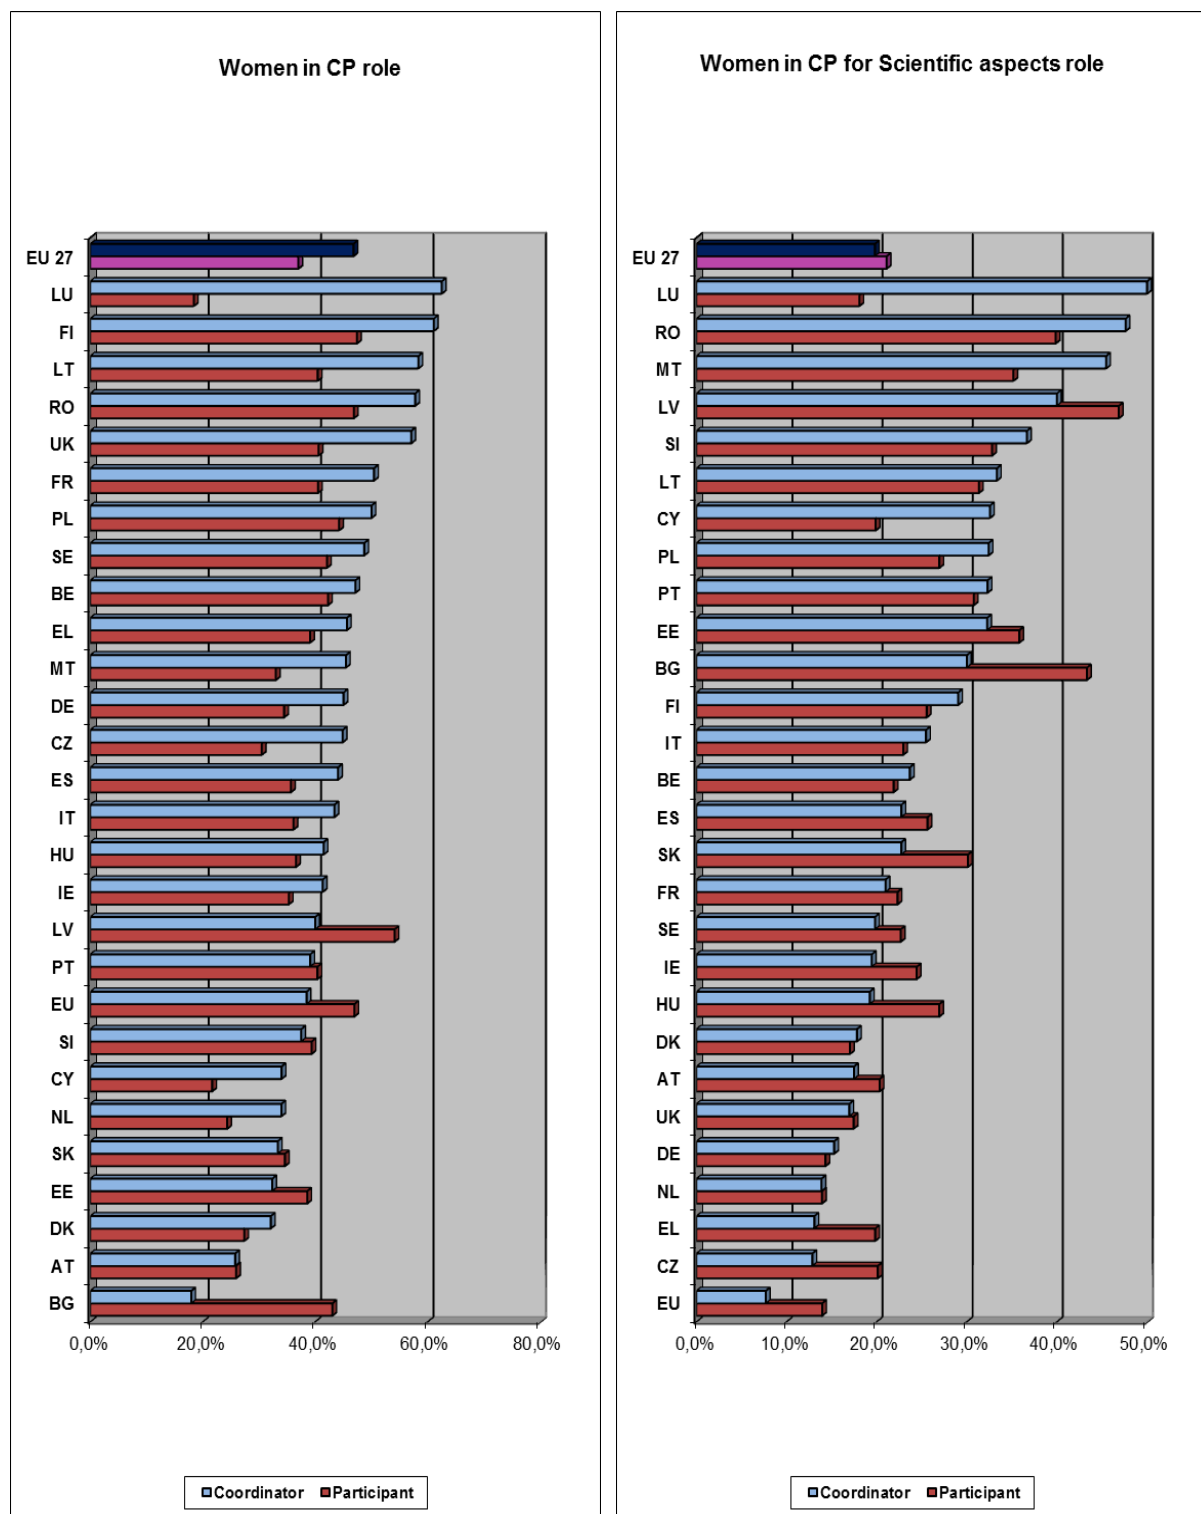 Women in CP role
EU 27
LU
FI
LT
RO
UK
FR
PL
SE
BE
EL
MT
DE
CZ
ES
IT
HU
IE
LV
PT
EU
SI
CY
NL
SK
EE
DK
AT
BG
0,0% 20,0% 40,0% 60,0% 80,0%
Coordinator Participant
Women in CP for Scientific aspects role
EU 27
LU
RO
MT
LV
SI
LT
CY
PL
PT
EE
BG
FI
IT
BE
ES
SK
FR
SE
IE
HU
DK
AT
UK
DE
NL
EL
CZ
EU
0,0% 10,0% 20,0% 30,0% 40,0% 50,0%
Coordinator Participant